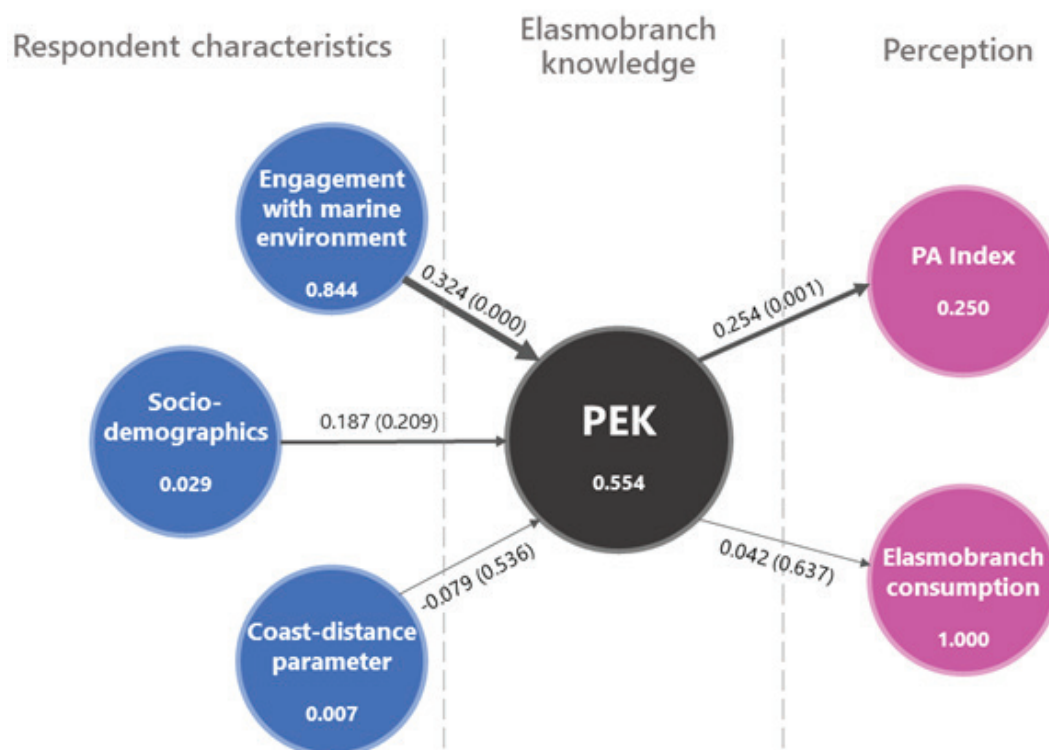 Respondent characteristics
Elasmobranch
knowledge
Perception
Engagement
with marine
environment
0.844
0.324 (0.000)
Socio-
demographics
0.029
0.187 (0.209)
Coast-distance
parameter
0.007
-0.079 (0.536)
PEK
0.554
0.254 (0.001)
PA Index
0.250
0.042 (0.637)
Elasmobranch
consumption
1.000